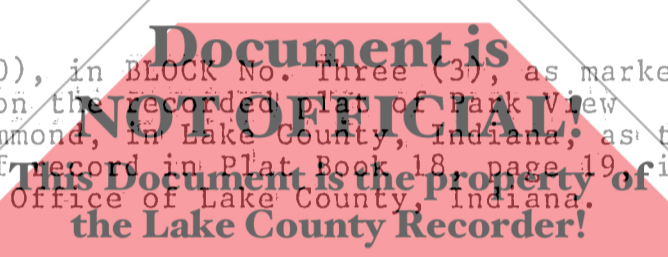 Document is
0), in BLOCK No. Three (3), as marke
on the recorded plat of Park View
NOT OFFICIAL!
mmond, in Lake County, Indiana, as
record in Plat Book 18, page 19, i
This Document is the property of
Office of Lake County, Indiana.
the Lake County Recorder!